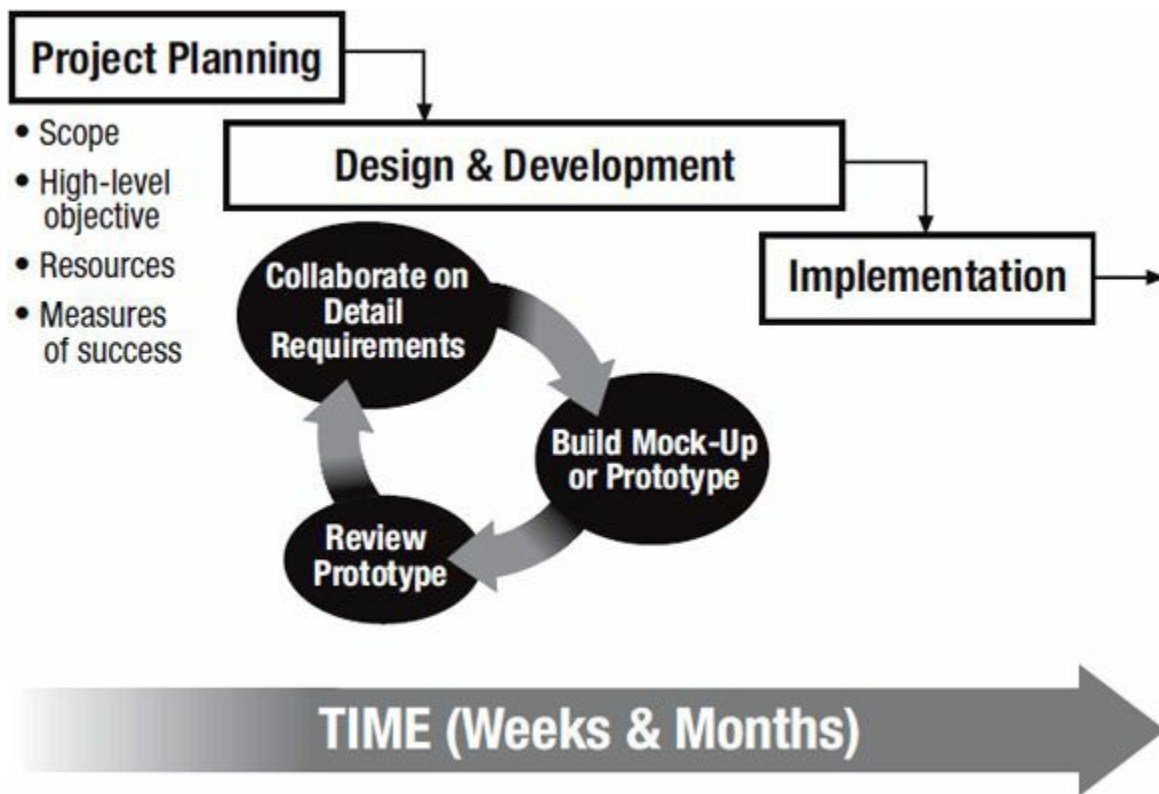 Project Planning
• Scope
• High-level
objective
• Resources
• Measures
of success
Design & Development
Implementation
Collaborate on
Detail
Requirements
Build Mock-Up
or Prototype
Review
Prototype
TIME (Weeks & Months)